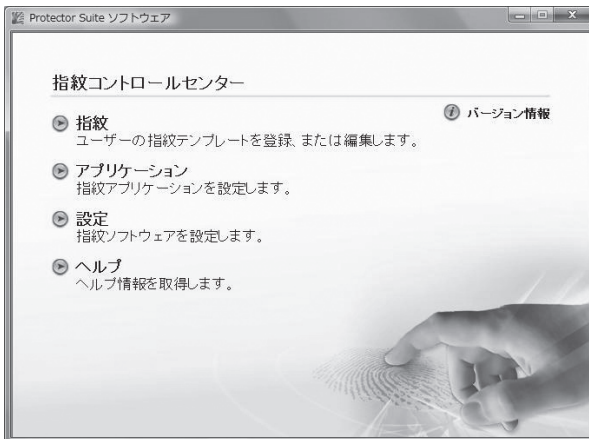 Protector Suite ソフトウェア
指紋コントロールセンター
バージョン情報
指紋
ユーザーの指紋テンプレートを登録、または編集します。
アプリケーション
指紋アプリケーションを設定します。
設定
指紋ソフトウェアを設定します。
ヘルプ
ヘルプ情報を取得します。